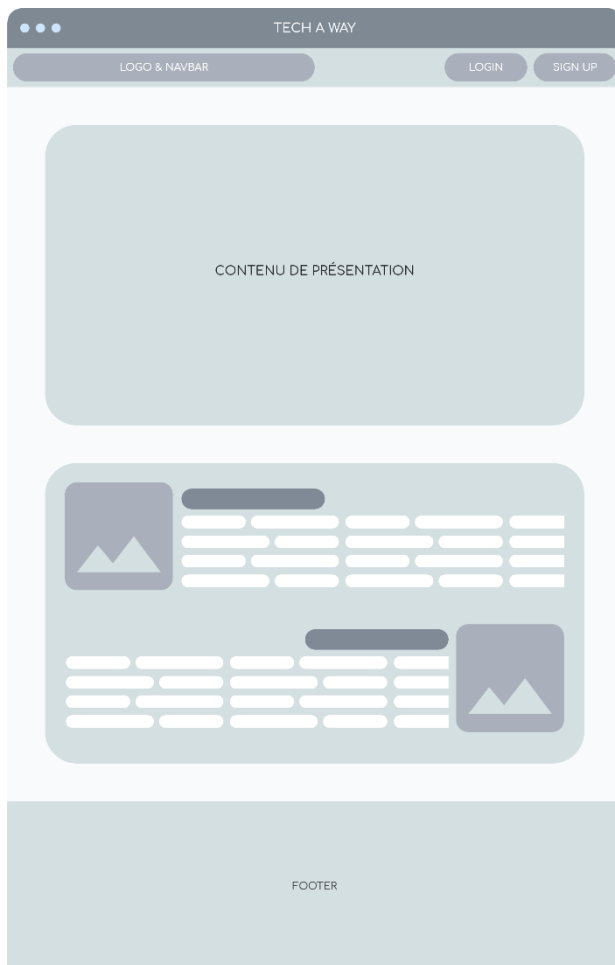 TECH A WAY
LOGO & NAVBAR
LOGIN
SIGN UP
CONTENU DE PRÉSENTATION
FOOTER